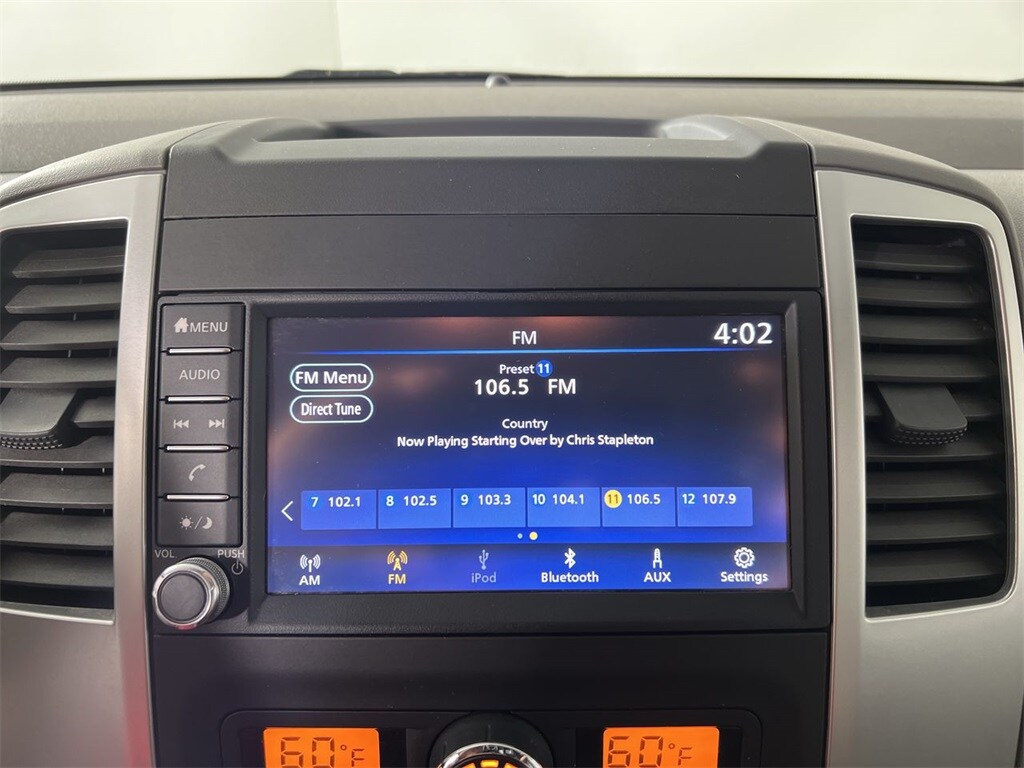 MENU
AUDIO
VOL
PUSH
FM
4:02
FM Menu
Direct Tune
Preset 11
106.5 FM
Country
Now Playing Starting Over by Chris Stapleton
7 102.1
8 102.5
9 103.3
10 104.1
11 106.5
12 107.9
AM
FM
iPod
Bluetooth
AUX
Settings
60°F
60°F